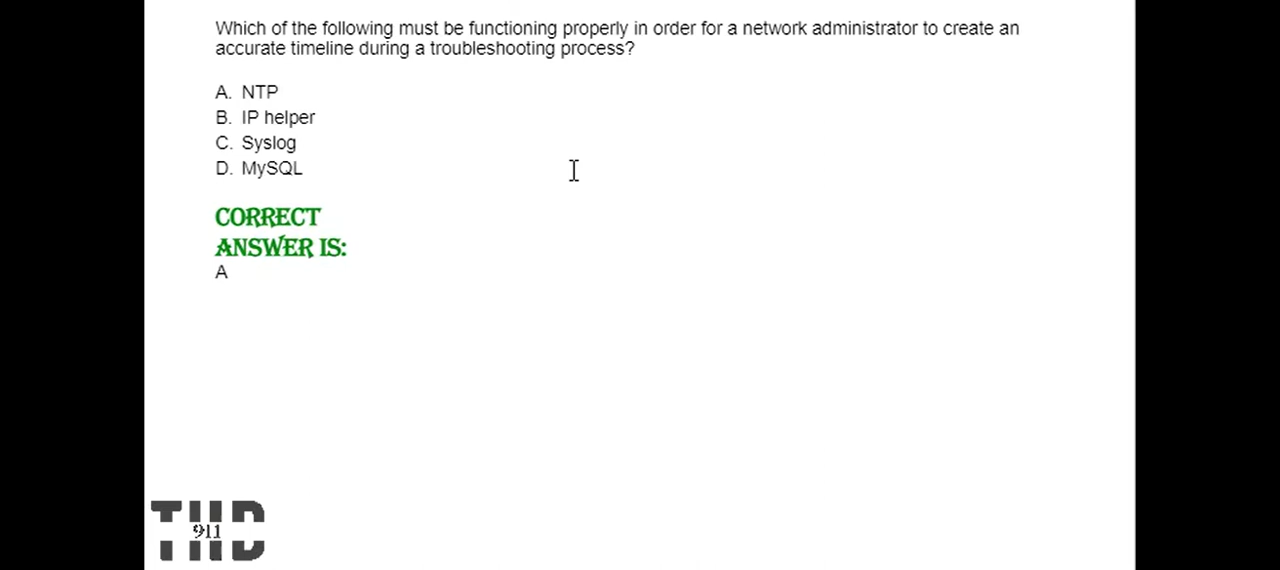 Which of the following must be functioning properly in order for a network administrator to create an
accurate timeline during a troubleshooting process?
A. NTP
B. IP helper
C. Syslog
D. MySQL
CORRECT
ANSWER IS:
A
THD
911